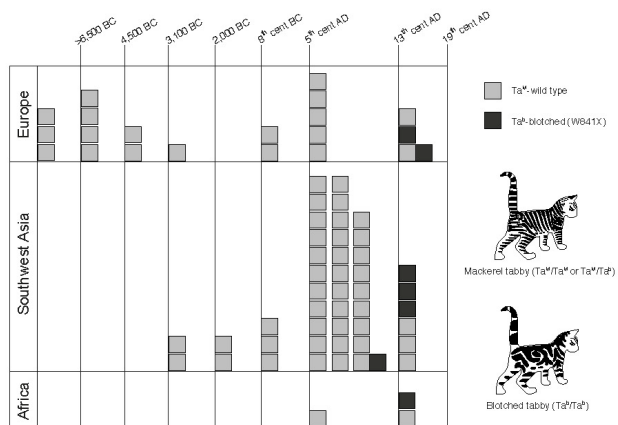 >6,500 BC
4,500 BC
3,100 BC
2,000 BC
8th cent BC
5th cent AD
13th cent AD
19th cent AD
Europe
Southwest Asia
Africa
Taᴹ-wild type
Taᵇ-blotched (W841X)
Mackerel tabby (Taᴹ/Taᴹ or Taᴹ/Taᵇ)
Blotched tabby (Taᵇ/Taᵇ)